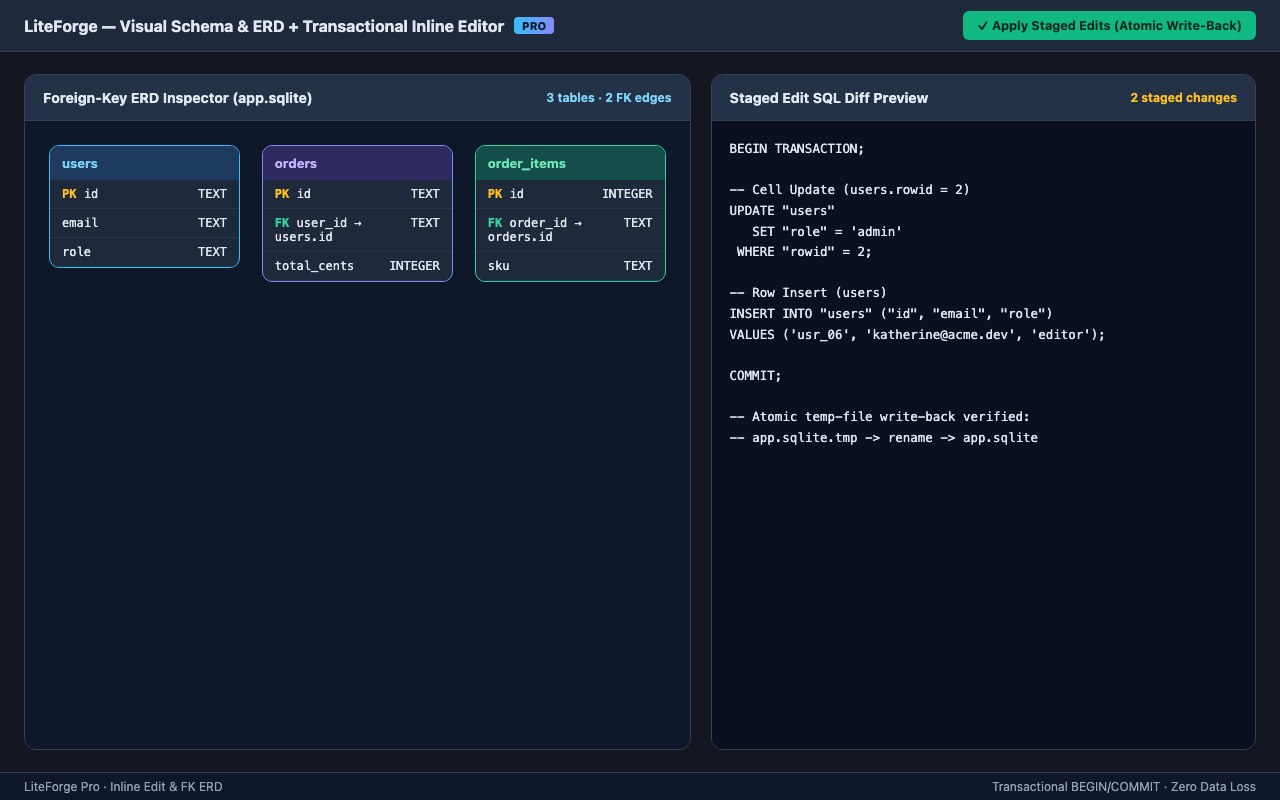 LiteForge — Visual Schema & ERD + Transactional Inline Editor PRO
✓ Apply Staged Edits (Atomic Write-Back)
Foreign-Key ERD Inspector (app.sqlite)
3 tables · 2 FK edges
users
PK id TEXT
email TEXT
role TEXT
orders
PK id TEXT
FK user_id → TEXT
users.id
total_cents INTEGER
order_items
PK id INTEGER
FK order_id → TEXT
orders.id
sku TEXT
Staged Edit SQL Diff Preview
2 staged changes
BEGIN TRANSACTION;
-- Cell Update (users.rowid = 2)
UPDATE "users"
SET "role" = 'admin'
WHERE "rowid" = 2;
-- Row Insert (users)
INSERT INTO "users" ("id", "email", "role")
VALUES ('usr_06', 'katherine@acme.dev', 'editor');
COMMIT;
-- Atomic temp-file write-back verified:
-- app.sqlite.tmp -> rename -> app.sqlite
LiteForge Pro · Inline Edit & FK ERD
Transactional BEGIN/COMMIT · Zero Data Loss